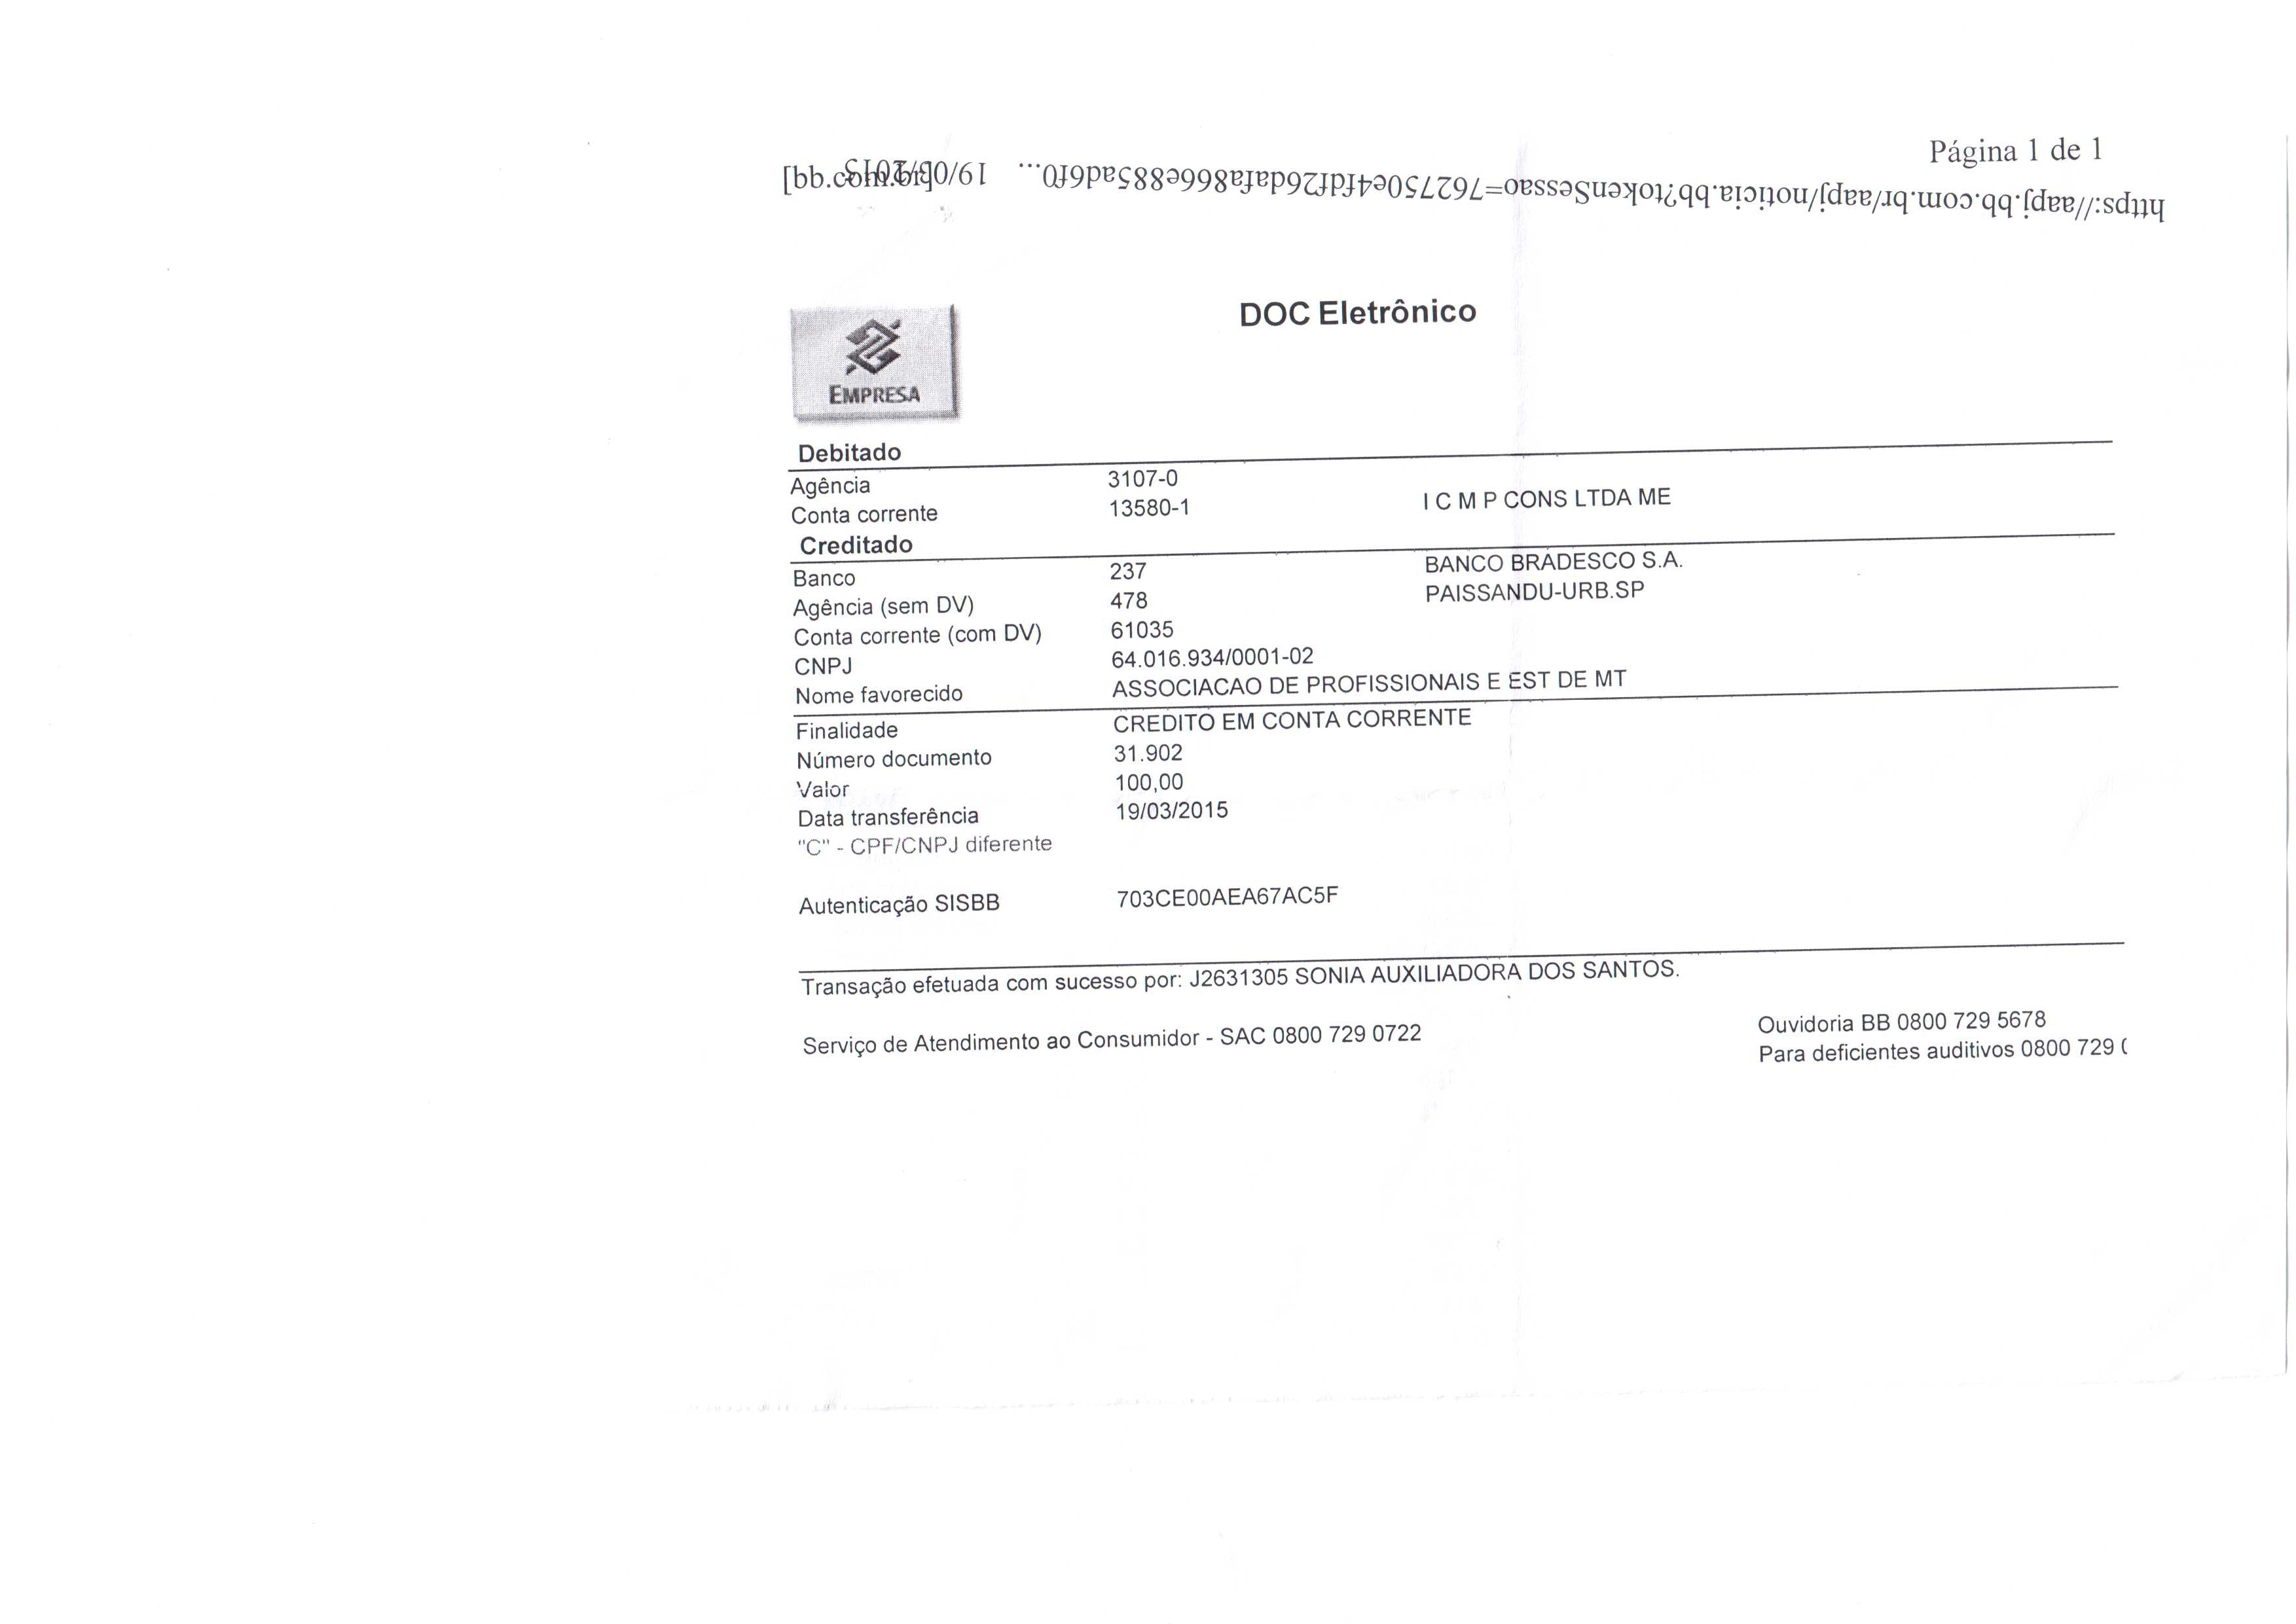 Página 1 de 1
[bb.com.br]
19/03/2015
https://aapj.bb.com.br/aapj/noticia.bb?tokenSessao=762750e4fdf26dafa866e885ad6f0...
DOC Eletrônico
EMPRESA
Debitado
Agência 3107-0
Conta corrente 13580-1 I C M P CONS LTDA ME
Creditado
Banco 237 BANCO BRADESCO S.A.
Agência (sem DV) 478 PAISSANDU-URB.SP
Conta corrente (com DV) 61035
CNPJ 64.016.934/0001-02
Nome favorecido ASSOCIACAO DE PROFISSIONAIS E EST DE MT
Finalidade CREDITO EM CONTA CORRENTE
Número documento 31.902
Valor 100,00
Data transferência 19/03/2015
"C" - CPF/CNPJ diferente
Autenticação SISBB 703CE00AEA67AC5F
Transação efetuada com sucesso por: J2631305 SONIA AUXILIADORA DOS SANTOS.
Serviço de Atendimento ao Consumidor - SAC 0800 729 0722
Ouvidoria BB 0800 729 5678
Para deficientes auditivos 0800 729